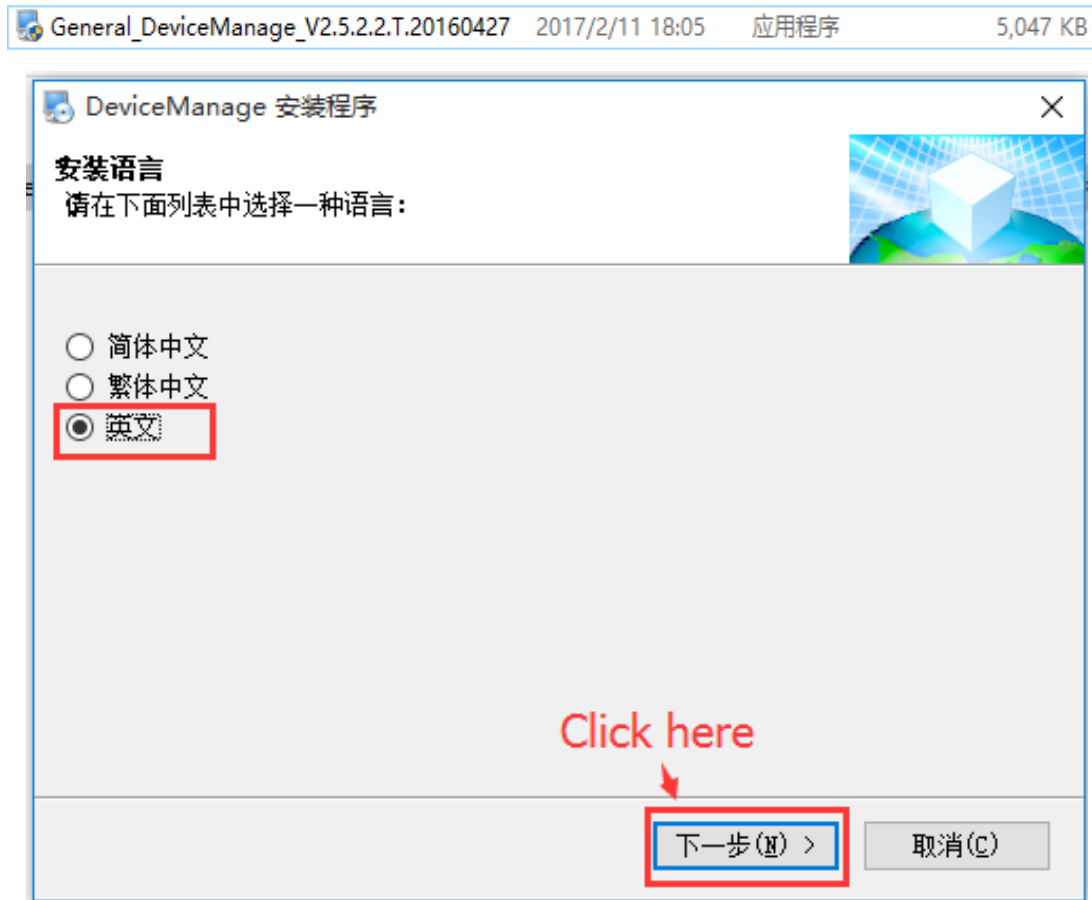 General_DeviceManage_V2.5.2.2.T.20160427 2017/2/11 18:05 应用程序 5,047 KB
DeviceManage 安装程序
安装语言
请在下面列表中选择一种语言：
简体中文
繁体中文
英文
Click here
下一步(N) >
取消(C)